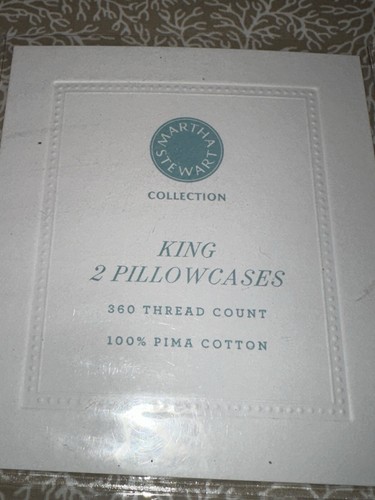 MARTHA
STEWART
COLLECTION
KING
2 PILLOWCASES
360 THREAD COUNT
100% PIMA COTTON